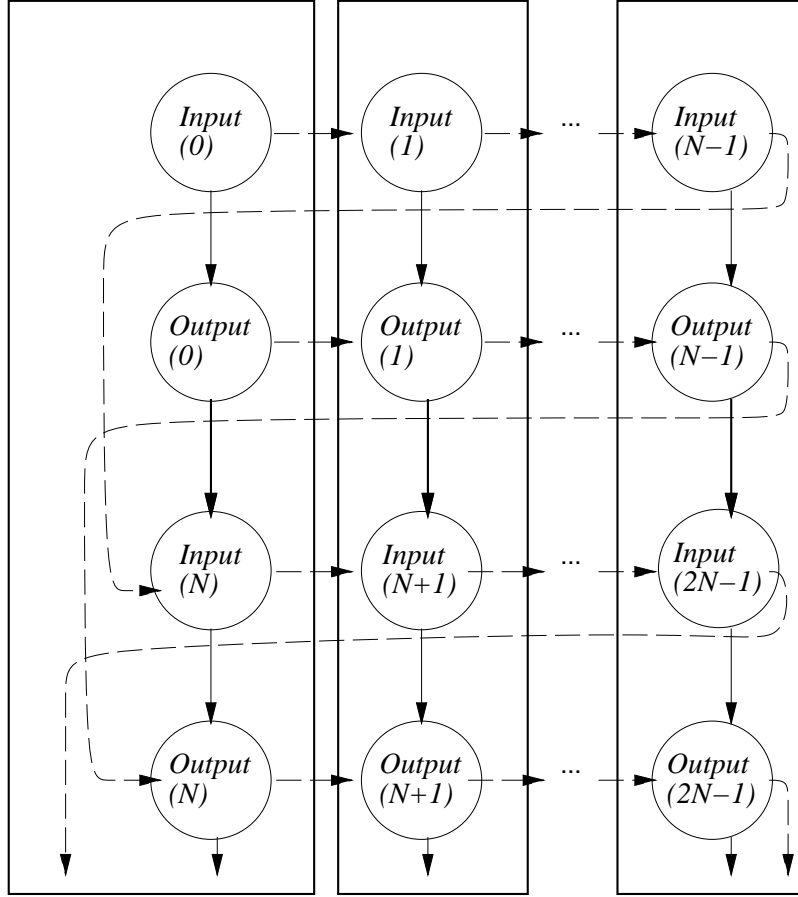 Input
(0)
Input
(1)
...
Input
(N−1)
Output
(0)
Output
(1)
...
Output
(N−1)
Input
(N)
Input
(N+1)
...
Input
(2N−1)
Output
(N)
Output
(N+1)
...
Output
(2N−1)